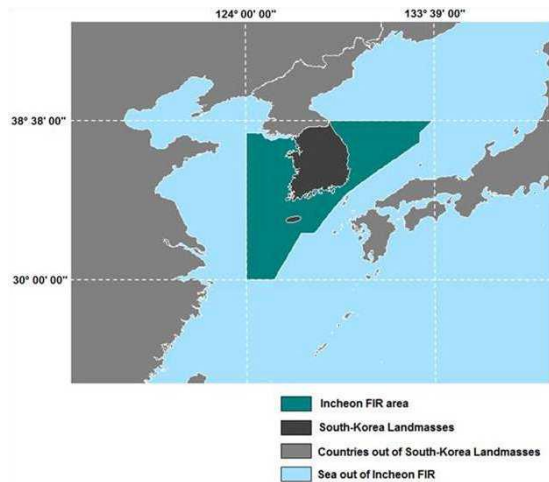 124° 00' 00"
133° 39' 00"
38° 38' 00"
30° 00' 00"
Incheon FIR area
South-Korea Landmasses
Countries out of South-Korea Landmasses
Sea out of Incheon FIR